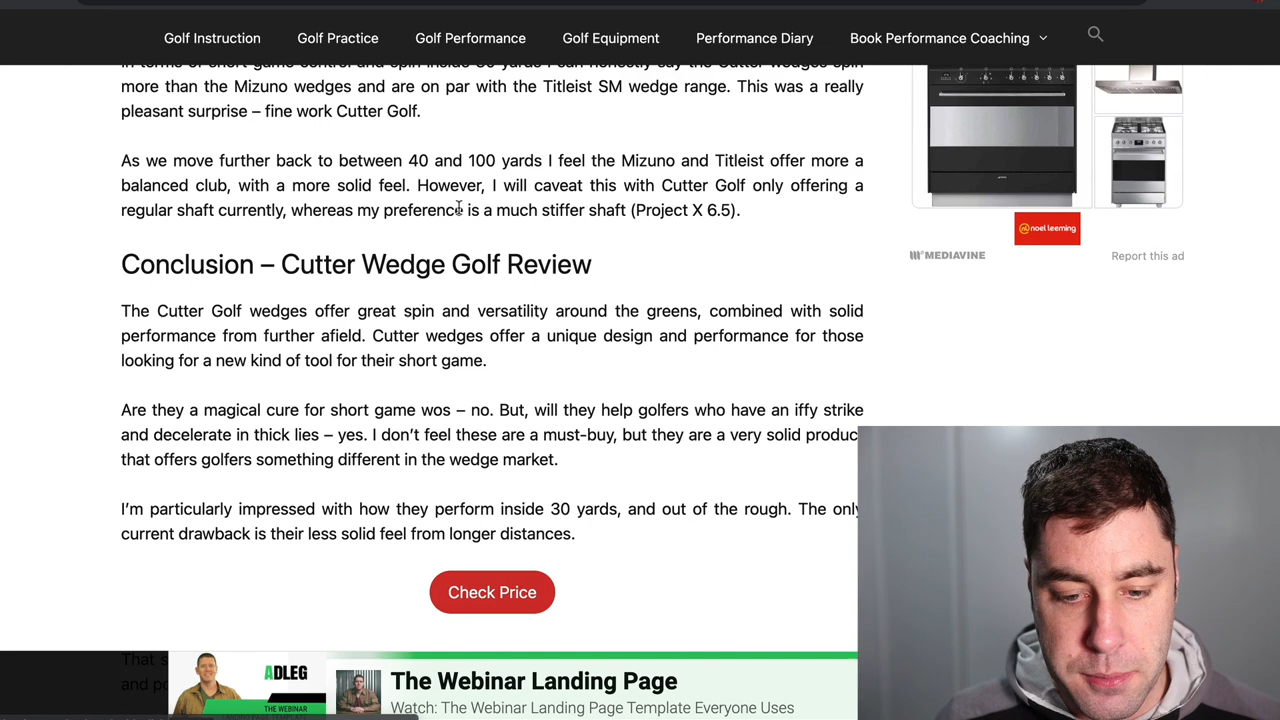 Golf Instruction
Golf Practice
Golf Performance
Golf Equipment
Performance Diary
Book Performance Coaching
more than the Mizuno wedges and are on par with the Titleist SM wedge range. This was a really
pleasant surprise – fine work Cutter Golf.
As we move further back to between 40 and 100 yards I feel the Mizuno and Titleist offer more a
balanced club, with a more solid feel. However, I will caveat this with Cutter Golf only offering a
regular shaft currently, whereas my preference is a much stiffer shaft (Project X 6.5).
Conclusion – Cutter Wedge Golf Review
The Cutter Golf wedges offer great spin and versatility around the greens, combined with solid
performance from further afield. Cutter wedges offer a unique design and performance for those
looking for a new kind of tool for their short game.
Are they a magical cure for short game wos – no. But, will they help golfers who have an iffy strike
and decelerate in thick lies – yes. I don't feel these are a must-buy, but they are a very solid produc
that offers golfers something different in the wedge market.
I'm particularly impressed with how they perform inside 30 yards, and out of the rough. The only
current drawback is their less solid feel from longer distances.
Check Price
That s
and po
noel leeming
MEDIAVINE
Report this ad
ADLEG
THE WEBINAR
The Webinar Landing Page
Watch: The Webinar Landing Page Template Everyone Uses